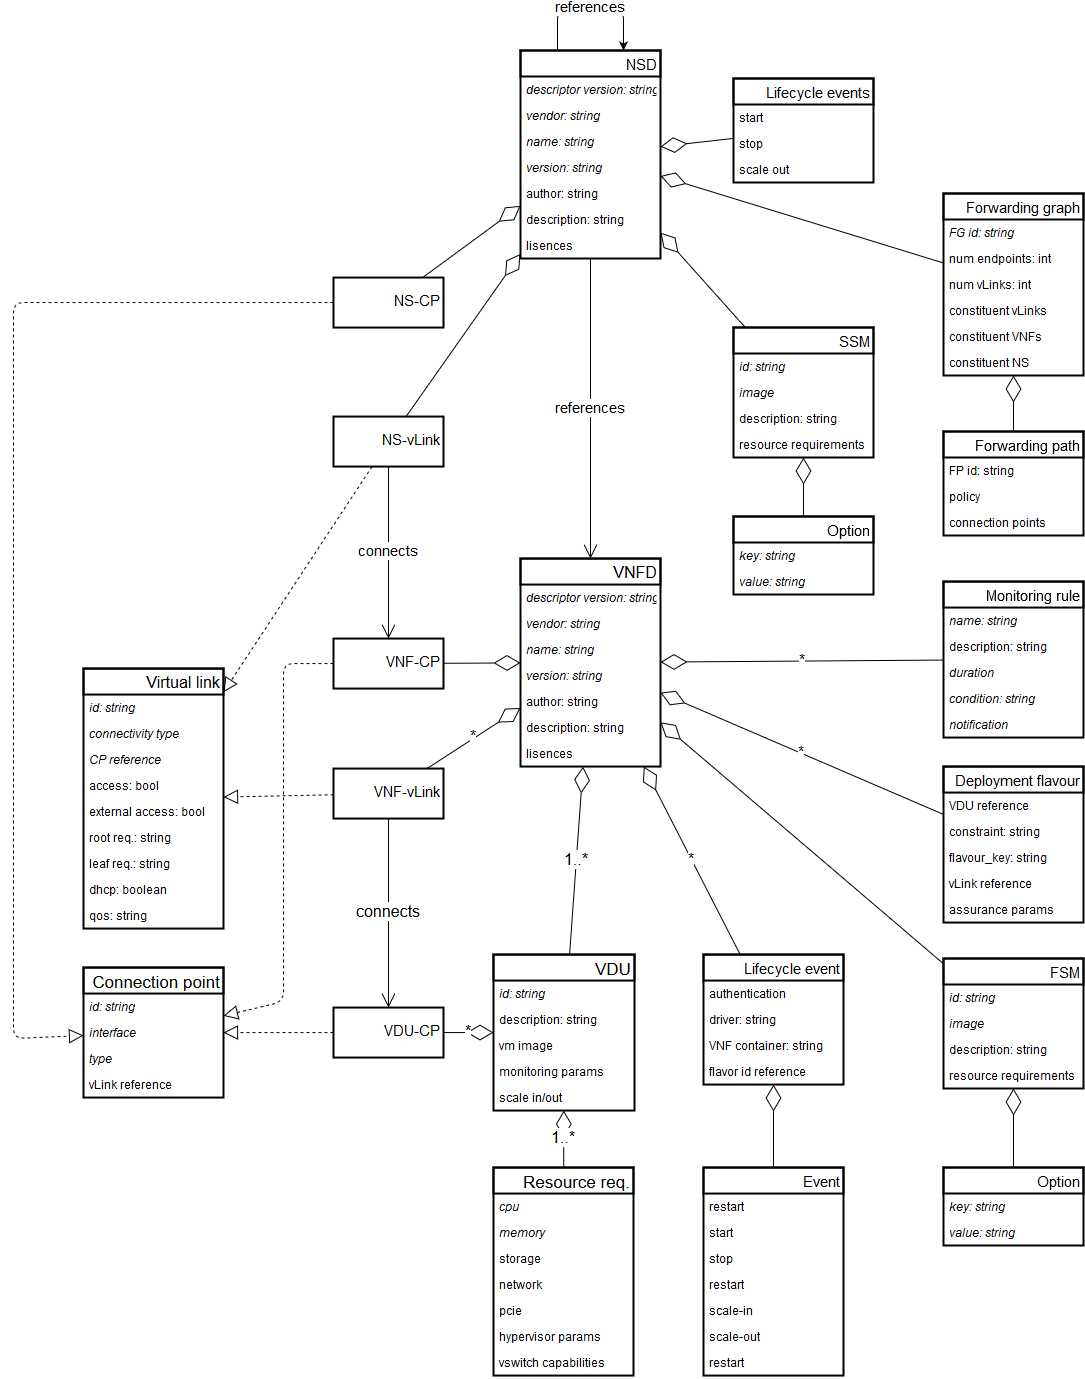 references
NSD
descriptor version: string
vendor: string
name: string
version: string
author: string
description: string
lisences
Lifecycle events
start
stop
scale out
Forwarding graph
FG id: string
num endpoints: int
num vLinks: int
constituent vLinks
constituent VNFs
constituent NS
NS-CP
SSM
id: string
image
description: string
resource requirements
NS-vLink
references
Forwarding path
FP id: string
policy
connection points
Option
key: string
value: string
connects
VNFD
descriptor version: string
vendor: string
name: string
version: string
author: string
description: string
lisences
Monitoring rule
name: string
description: string
duration
condition: string
notification
*
VNF-CP
Virtual link
id: string
connectivity type
CP reference
access: bool
external access: bool
root req.: string
leaf req.: string
dhcp: boolean
qos: string
*
*
VNF-vLink
Deployment flavour
VDU reference
constraint: string
flavour_key: string
vLink reference
assurance params
1..*
*
connects
Connection point
id: string
interface
type
vLink reference
VDU
id: string
description: string
vm image
monitoring params
scale in/out
Lifecycle event
authentication
driver: string
VNF container: string
flavor id reference
FSM
id: string
image
description: string
resource requirements
VDU-CP
*
1..*
Resource req.
cpu
memory
storage
network
pcie
hypervisor params
vswitch capabilities
Event
restart
start
stop
restart
scale-in
scale-out
restart
Option
key: string
value: string